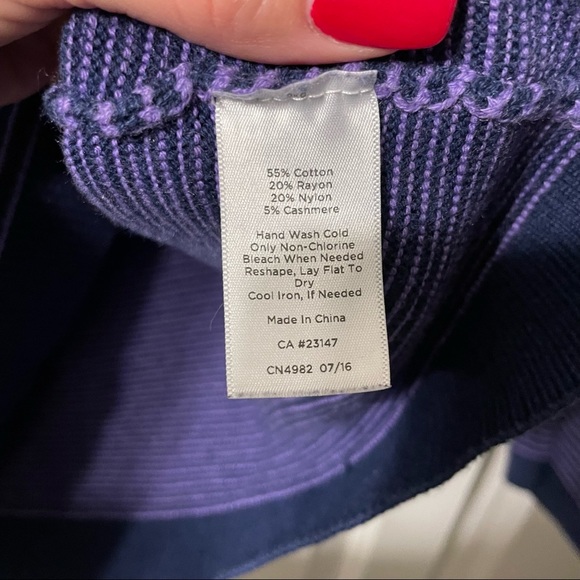 55% Cotton
20% Rayon
20% Nylon
5% Cashmere
Hand Wash Cold
Only Non-Chlorine
Bleach When Needed
Reshape, Lay Flat To
Dry
Cool Iron, If Needed
Made In China
CA #23147
CN4982 07/16